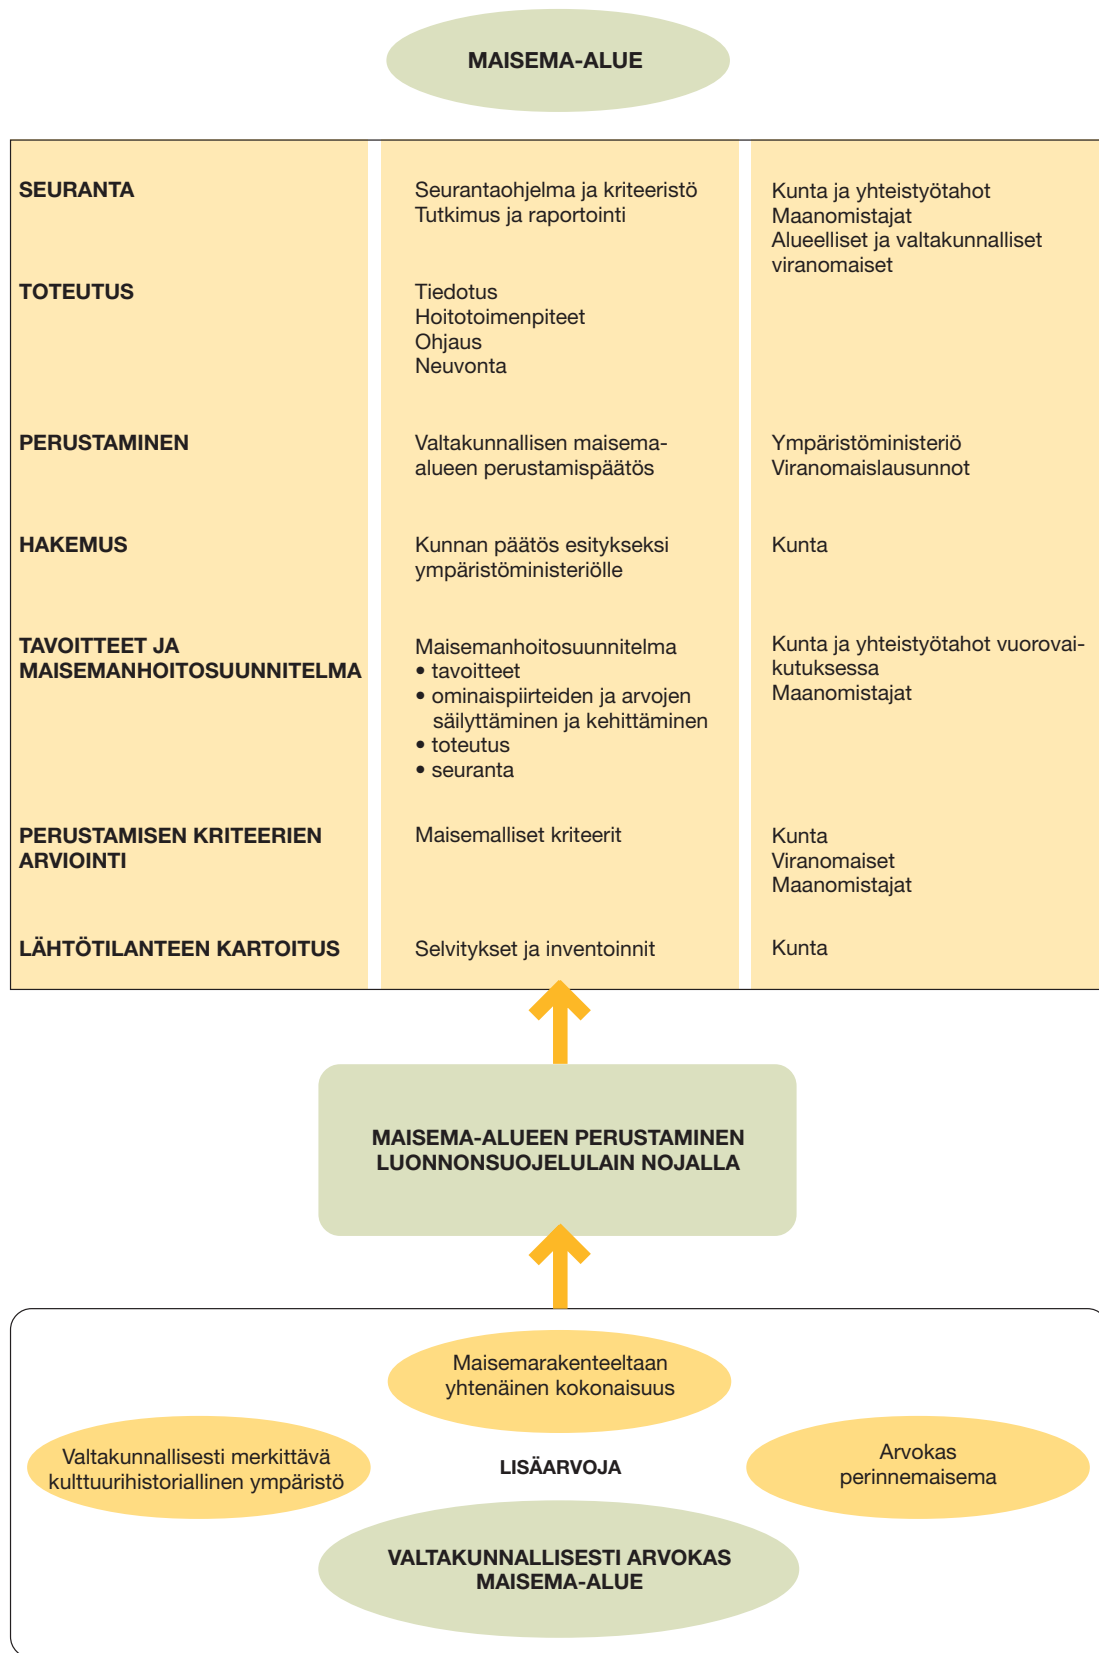 MAISEMA-ALUE
SEURANTA
Seurantaohjelma ja kriteeristö
Tutkimus ja raportointi
Kunta ja yhteistyötahot
Maanomistajat
Alueelliset ja valtakunnalliset
viranomaiset
TOTEUTUS
Tiedotus
Hoitotoimenpiteet
Ohjaus
Neuvonta
PERUSTAMINEN
Valtakunnallisen maisema-
alueen perustamispäätös
Ympäristöministeriö
Viranomaislausunnot
HAKEMUS
Kunnan päätös esitykseksi
ympäristöministeriölle
Kunta
TAVOITTEET JA
MAISEMANHOITOSUUNNITELMA
Maisemanhoitosuunnitelma
• tavoitteet
• ominaispiirteiden ja arvojen
säilyttäminen ja kehittäminen
• toteutus
• seuranta
Kunta ja yhteistyötahot vuorovai-
kutuksessa
Maanomistajat
PERUSTAMISEN KRITEERIEN
ARVIOINTI
Maisemalliset kriteerit
Kunta
Viranomaiset
Maanomistajat
LÄHTÖTILANTEEN KARTOITUS
Selvitykset ja inventoinnit
Kunta
MAISEMA-ALUEEN PERUSTAMINEN
LUONNONSUOJELULAIN NOJALLA
Maisemarakenteeltaan
yhtenäinen kokonaisuus
Valtakunnallisesti merkittävä
kulttuurihistoriallinen ympäristö
LISÄARVOJA
Arvokas
perinnemaisema
VALTAKUNNALLISESTI ARVOKAS
MAISEMA-ALUE